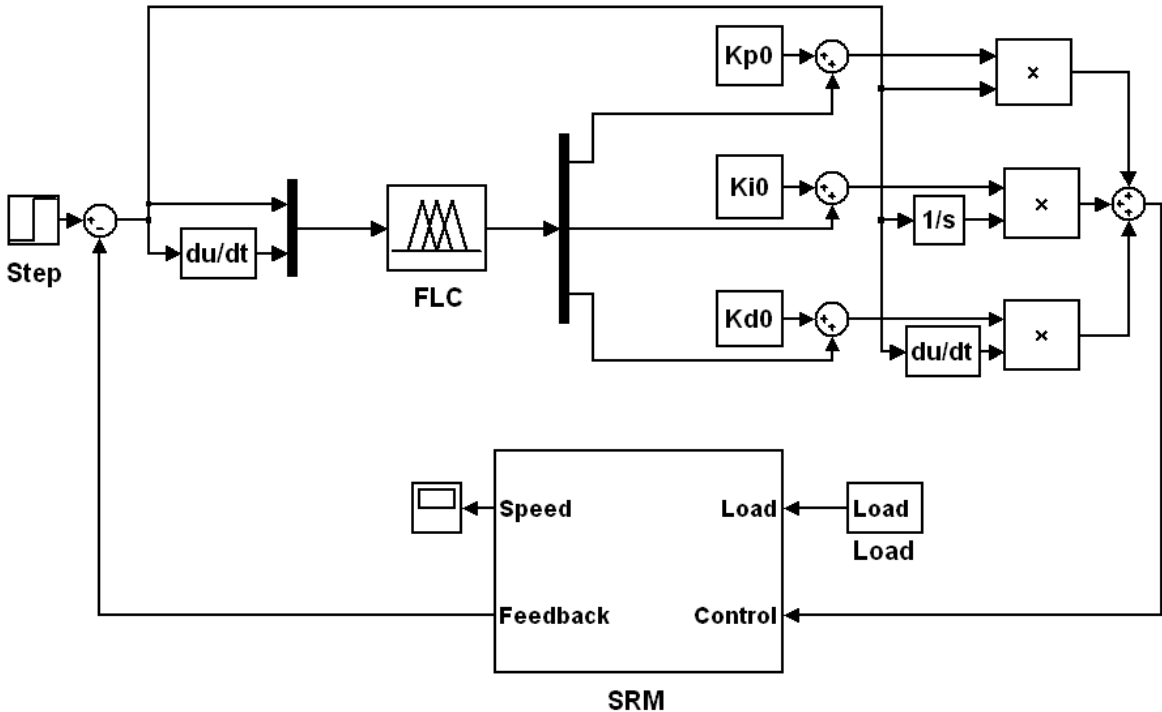 Kp0
×
Ki0
1/s
×
Step
du/dt
FLC
Kd0
du/dt
×
Speed
Load
Load
Load
Feedback
Control
SRM